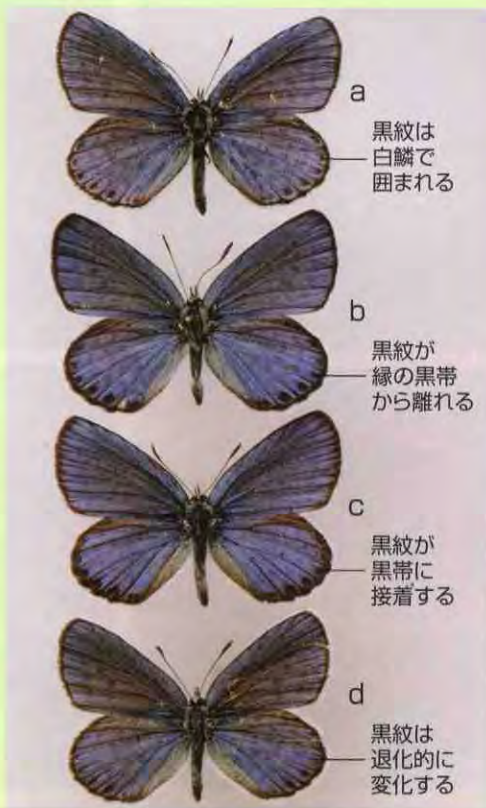 a
黒紋は
白鱗で
囲まれる
b
黒紋が
縁の黒帯
から離れる
c
黒紋が
黒帯に
接着する
d
黒紋は
退化的に
変化する